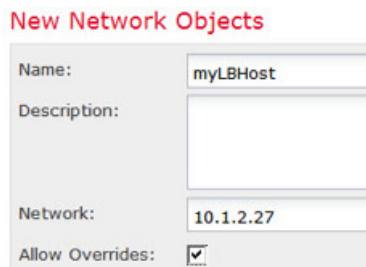 New Network Objects
Name: myLBHost
Description:
Network: 10.1.2.27
Allow Overrides: